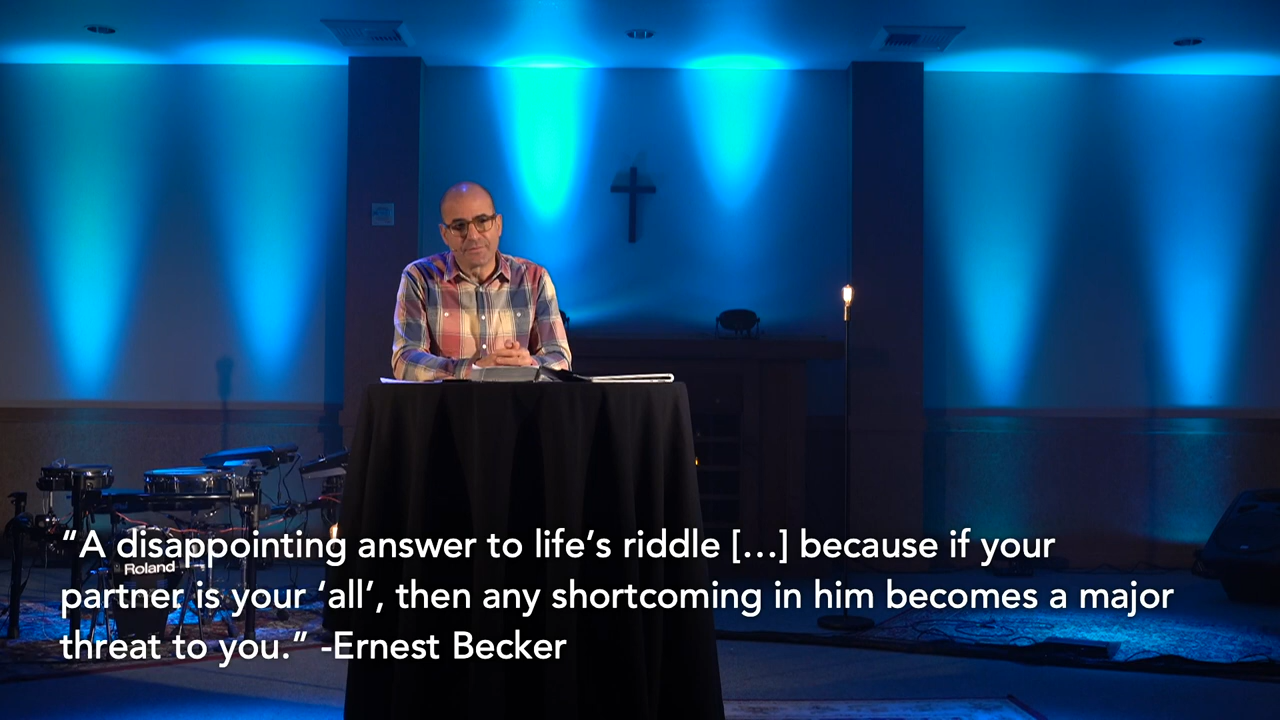 “A disappointing answer to life’s riddle [...] because if your
Roland
partner is your ‘all’, then any shortcoming in him becomes a major
threat to you.” -Ernest Becker